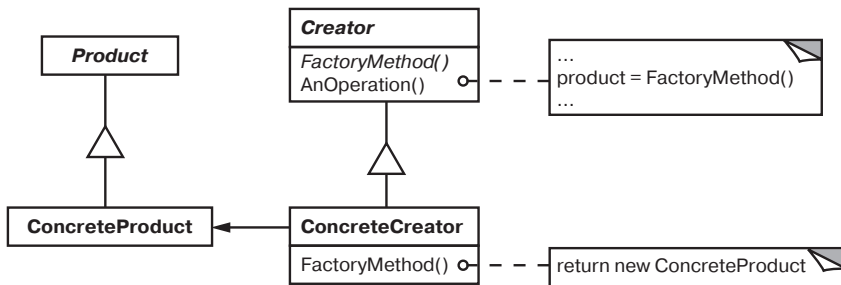 Product
Creator
FactoryMethod()
AnOperation()
...
product = FactoryMethod()
...
ConcreteProduct
ConcreteCreator
FactoryMethod()
return new ConcreteProduct